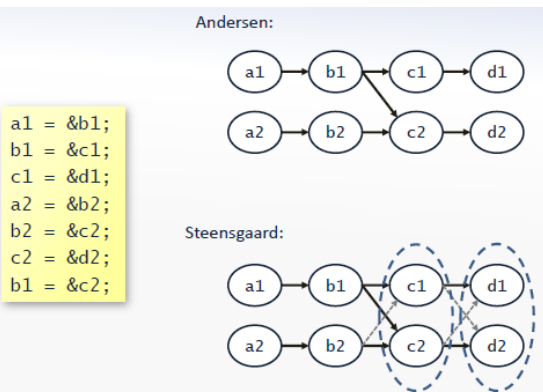 Andersen:
a1 b1 c1 d1
a2 b2 c2 d2
a1 = &b1;
b1 = &c1;
c1 = &d1;
a2 = &b2;
b2 = &c2;
c2 = &d2;
b1 = &c2;
Steensgaard:
a1 b1 c1 d1
a2 b2 c2 d2